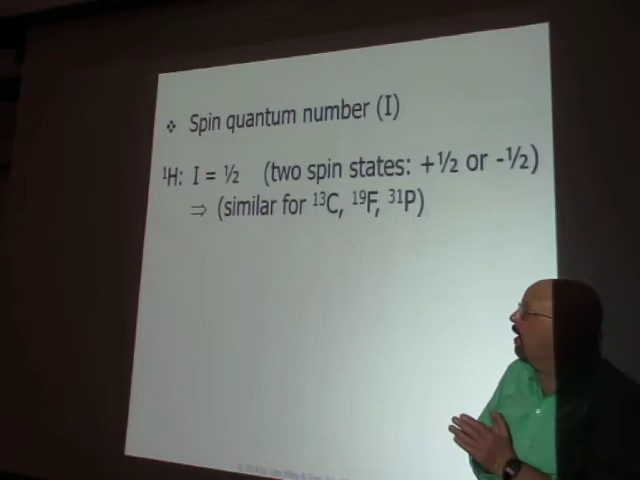 ❖ Spin quantum number (I)
¹H: I = ½ (two spin states: +½ or -½)
⇒ (similar for ¹³C, ¹⁹F, ³¹P)